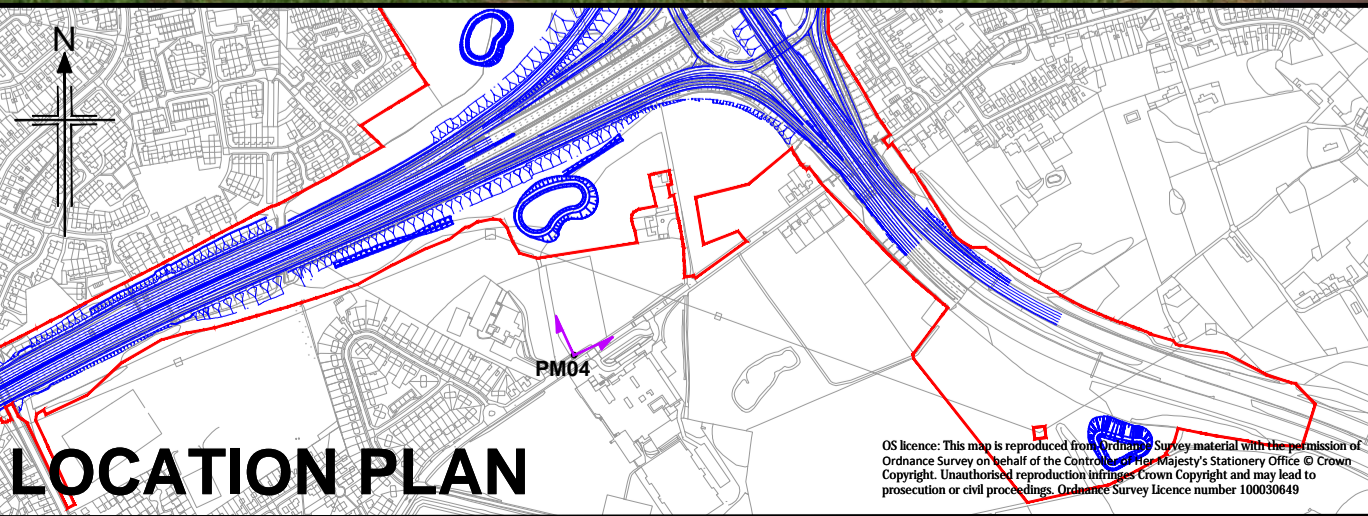 N
PM04
LOCATION PLAN
OS licence: This map is reproduced from Ordnance Survey material with the permission of
Ordnance Survey on behalf of the Controller of Her Majesty's Stationery Office © Crown
Copyright. Unauthorised reproduction infringes Crown Copyright and may lead to
prosecution or civil proceedings. Ordnance Survey Licence number 100030649